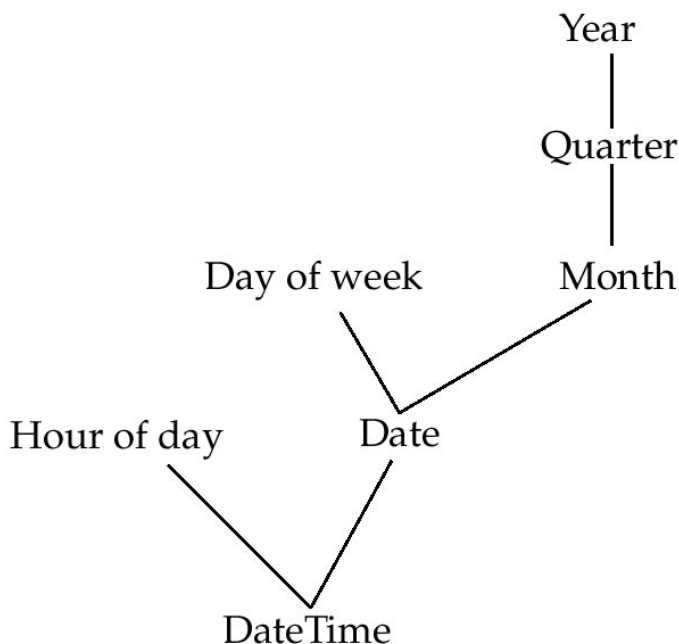 Year
Quarter
Day of week
Month
Hour of day
Date
DateTime